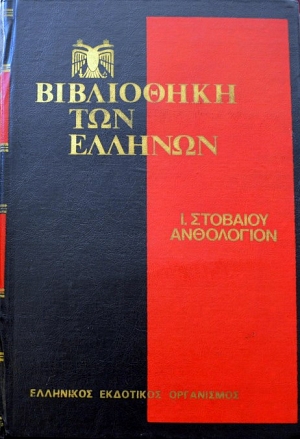 ΒΙΒΛΙΟΘΗΚΗ
ΤΩΝ
ΕΛΛΗΝΩΝ
Ι. ΣΤΟΒΑΙΟΥ
ΑΝΘΟΛΟΓΙΟΝ
ΕΛΛΗΝΙΚΟΣ ΕΚΔΟΤΙΚΟΣ ΟΡΓΑΝΙΣΜΟΣ